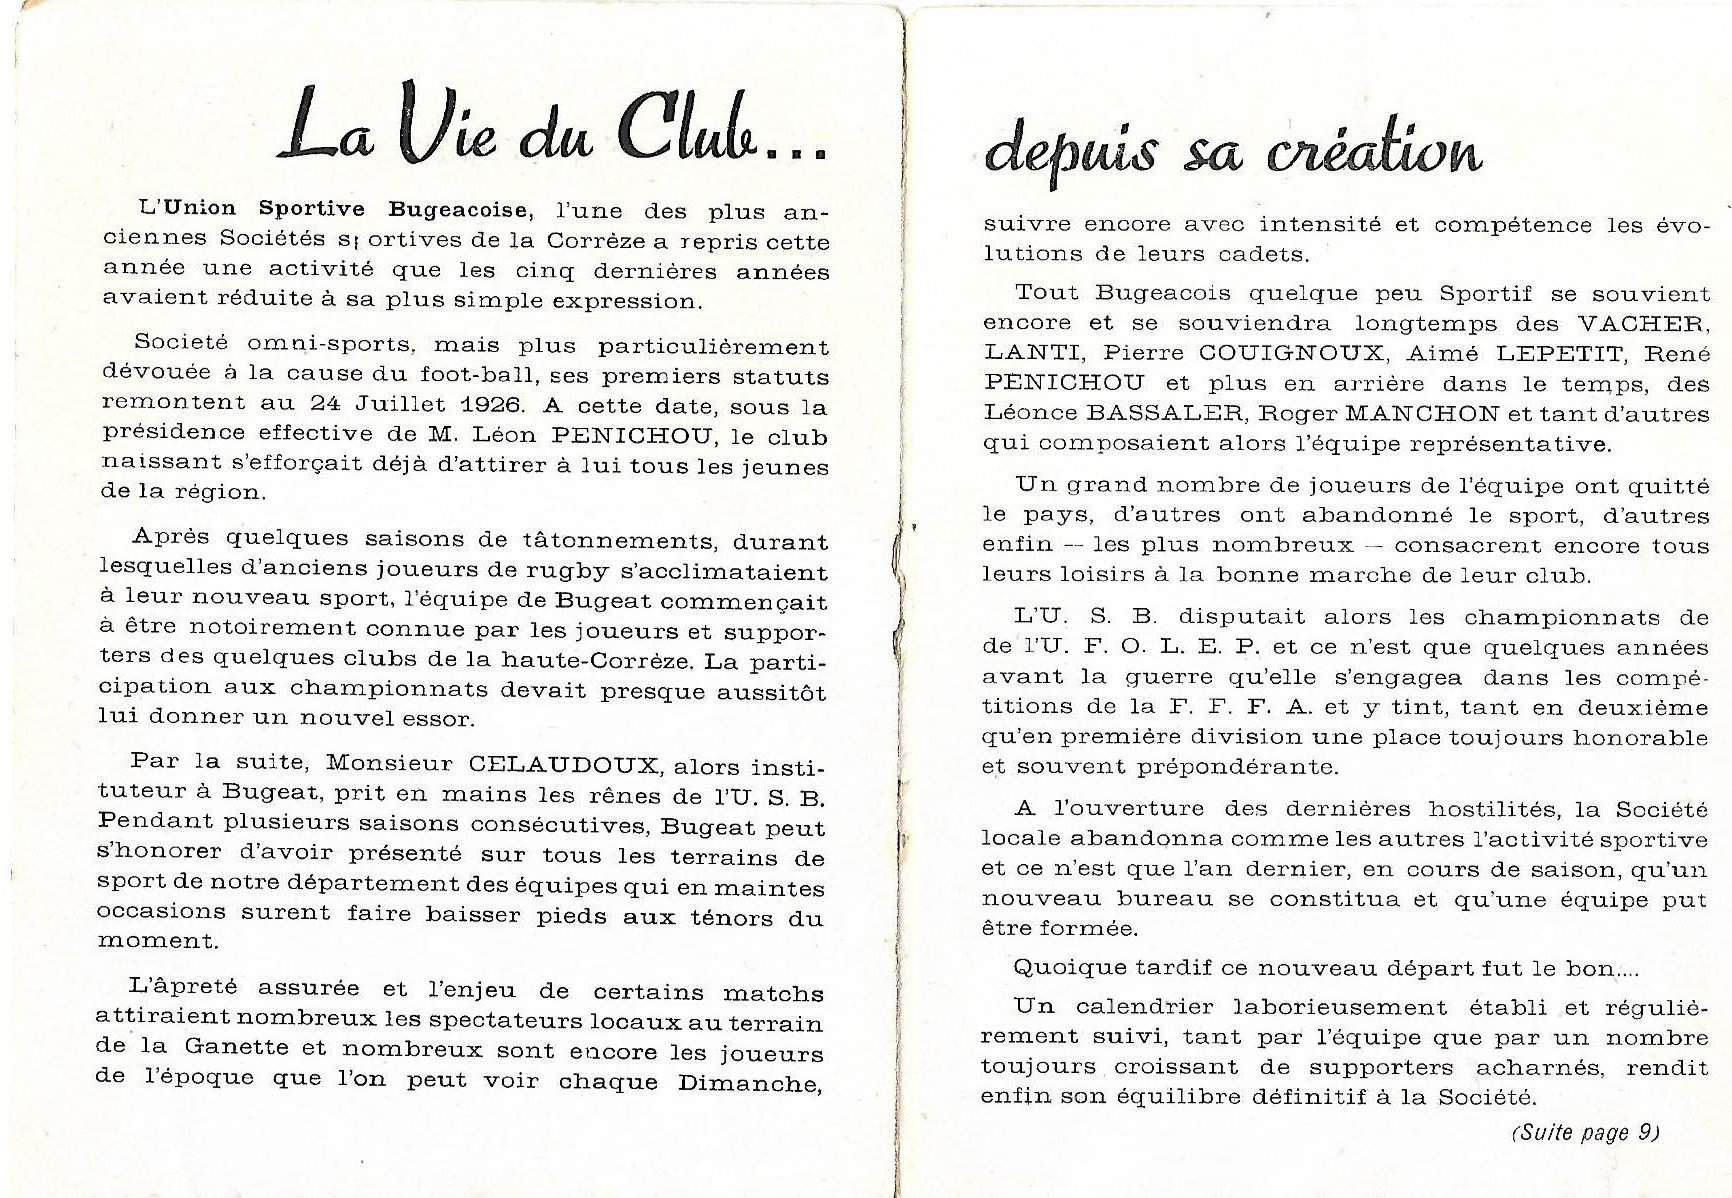 La Vie du Club...
L'Union Sportive Bugeacoise, l'une des plus an-
ciennes Sociétés sportives de la Corrèze a repris cette
année une activité que les cinq dernières années
avaient réduite à sa plus simple expression.
Societé omni-sports, mais plus particulièrement
dévouée à la cause du foot-ball, ses premiers statuts
remontent au 24 Juillet 1926. A cette date, sous la
présidence effective de M. Léon PENICHOU, le club
naissant s'efforçait déjà d'attirer à lui tous les jeunes
de la région.
Après quelques saisons de tâtonnements, durant
lesquelles d'anciens joueurs de rugby s'acclimataient
à leur nouveau sport, l'équipe de Bugeat commençait
à être notoirement connue par les joueurs et suppor-
ters des quelques clubs de la haute-Corrèze. La parti-
cipation aux championnats devait presque aussitôt
lui donner un nouvel essor.
Par la suite, Monsieur CELAUDOUX, alors insti-
tuteur à Bugeat, prit en mains les rênes de l'U. S. B.
Pendant plusieurs saisons consécutives, Bugeat peut
s'honorer d'avoir présenté sur tous les terrains de
sport de notre département des équipes qui en maintes
occasions surent faire baisser pieds aux ténors du
moment.
L'âpreté assurée et l'enjeu de certains matchs
attiraient nombreux les spectateurs locaux au terrain
de la Ganette et nombreux sont encore les joueurs
de l'époque que l'on peut voir chaque Dimanche,
depuis sa création
suivre encore avec intensité et compétence les évo-
lutions de leurs cadets.
Tout Bugeacois quelque peu Sportif se souvient
encore et se souviendra longtemps des VACHER,
LANTI, Pierre COUIGNOUX, Aimé LEPETIT, René
PENICHOU et plus en arrière dans le temps, des
Léonce BASSALER, Roger MANCHON et tant d'autres
qui composaient alors l'équipe représentative.
Un grand nombre de joueurs de l'équipe ont quitté
le pays, d'autres ont abandonné le sport, d'autres
enfin — les plus nombreux — consacrent encore tous
leurs loisirs à la bonne marche de leur club.
L'U. S. B. disputait alors les championnats de
de l'U. F. O. L. E. P. et ce n'est que quelques années
avant la guerre qu'elle s'engagea dans les compé-
titions de la F. F. F. A. et y tint, tant en deuxième
qu'en première division une place toujours honorable
et souvent prépondérante.
A l'ouverture des dernières hostilités, la Société
locale abandonna comme les autres l'activité sportive
et ce n'est que l'an dernier, en cours de saison, qu'un
nouveau bureau se constitua et qu'une équipe put
être formée.
Quoique tardif ce nouveau départ fut le bon....
Un calendrier laborieusement établi et réguliè-
rement suivi, tant par l'équipe que par un nombre
toujours croissant de supporters acharnés, rendit
enfin son équilibre définitif à la Société.
(Suite page 9)